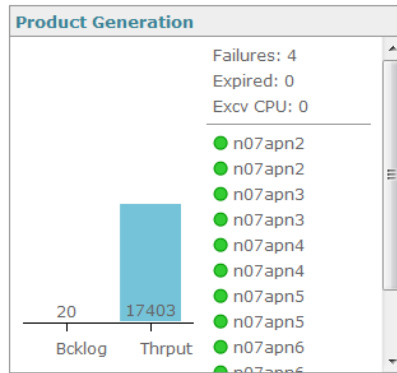 Product Generation
Failures: 4
Expired: 0
Excv CPU: 0
n07apn2
n07apn2
n07apn3
n07apn3
n07apn4
n07apn4
n07apn5
n07apn5
n07apn6
n07apn6
20
17403
Bcklog
Thrput